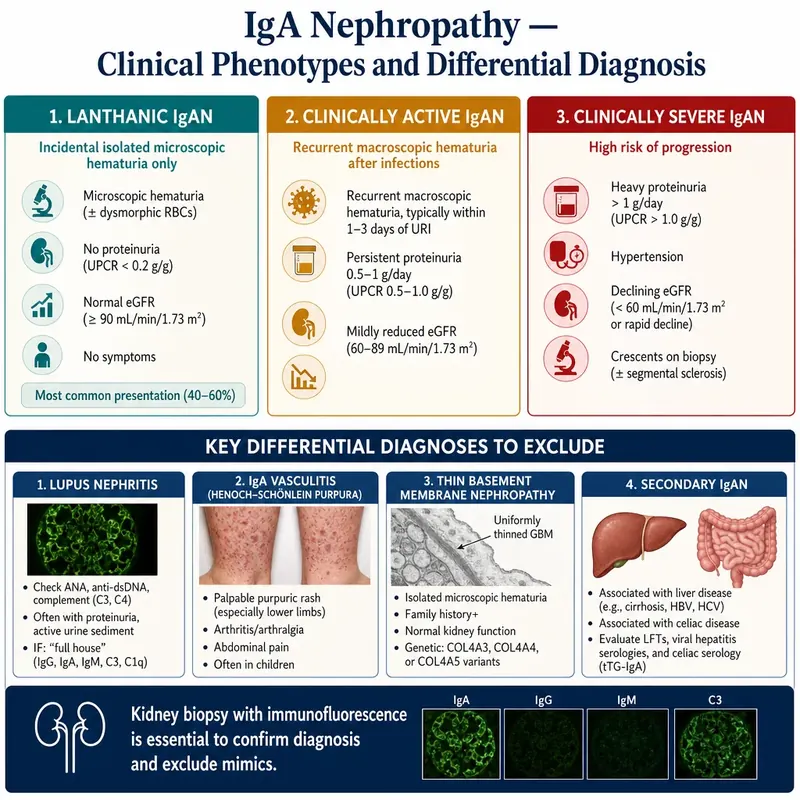 IgA Nephropathy —
Clinical Phenotypes and Differential Diagnosis
1. LANTHANIC IgAN
Incidental isolated microscopic
hematuria only
Microscopic hematuria
(± dysmorphic RBCs)
No proteinuria
(UPCR < 0.2 g/g)
Normal eGFR
(≥ 90 mL/min/1.73 m²)
No symptoms
Most common presentation (40–60%)
2. CLINICALLY ACTIVE IgAN
Recurrent macroscopic hematuria
after infections
Recurrent macroscopic
hematuria, typically within
1–3 days of URI
Persistent proteinuria
0.5–1 g/day
(UPCR 0.5–1.0 g/g)
Mildly reduced eGFR
(60–89 mL/min/1.73 m²)
3. CLINICALLY SEVERE IgAN
High risk of progression
Heavy proteinuria
> 1 g/day
(UPCR > 1.0 g/g)
Hypertension
Declining eGFR
(< 60 mL/min/1.73 m²
or rapid decline)
Crescents on biopsy
(± segmental sclerosis)
KEY DIFFERENTIAL DIAGNOSES TO EXCLUDE
1. LUPUS NEPHRITIS
• Check ANA, anti-dsDNA,
complement (C3, C4)
• Often with proteinuria,
active urine sediment
• IF: “full house”
(IgG, IgA, IgM, C3, C1q)
2. IgA VASCULITIS
(HENOCH–SCHÖNLEIN PURPURA)
• Palpable purpuric rash
(especially lower limbs)
• Arthritis/arthralgia
• Abdominal pain
• Often in children
3. THIN BASEMENT
MEMBRANE NEPHROPATHY
Uniformly
thinned GBM
• Isolated microscopic hematuria
• Family history+
• Normal kidney function
• Genetic: COL4A3, COL4A4,
or COL4A5 variants
4. SECONDARY IgAN
• Associated with liver disease
(e.g., cirrhosis, HBV, HCV)
• Associated with celiac disease
• Evaluate LFTs, viral hepatitis
serologies, and celiac serology
(tTG-IgA)
Kidney biopsy with immunofluorescence
is essential to confirm diagnosis
and exclude mimics.
IgA
IgG
IgM
C3